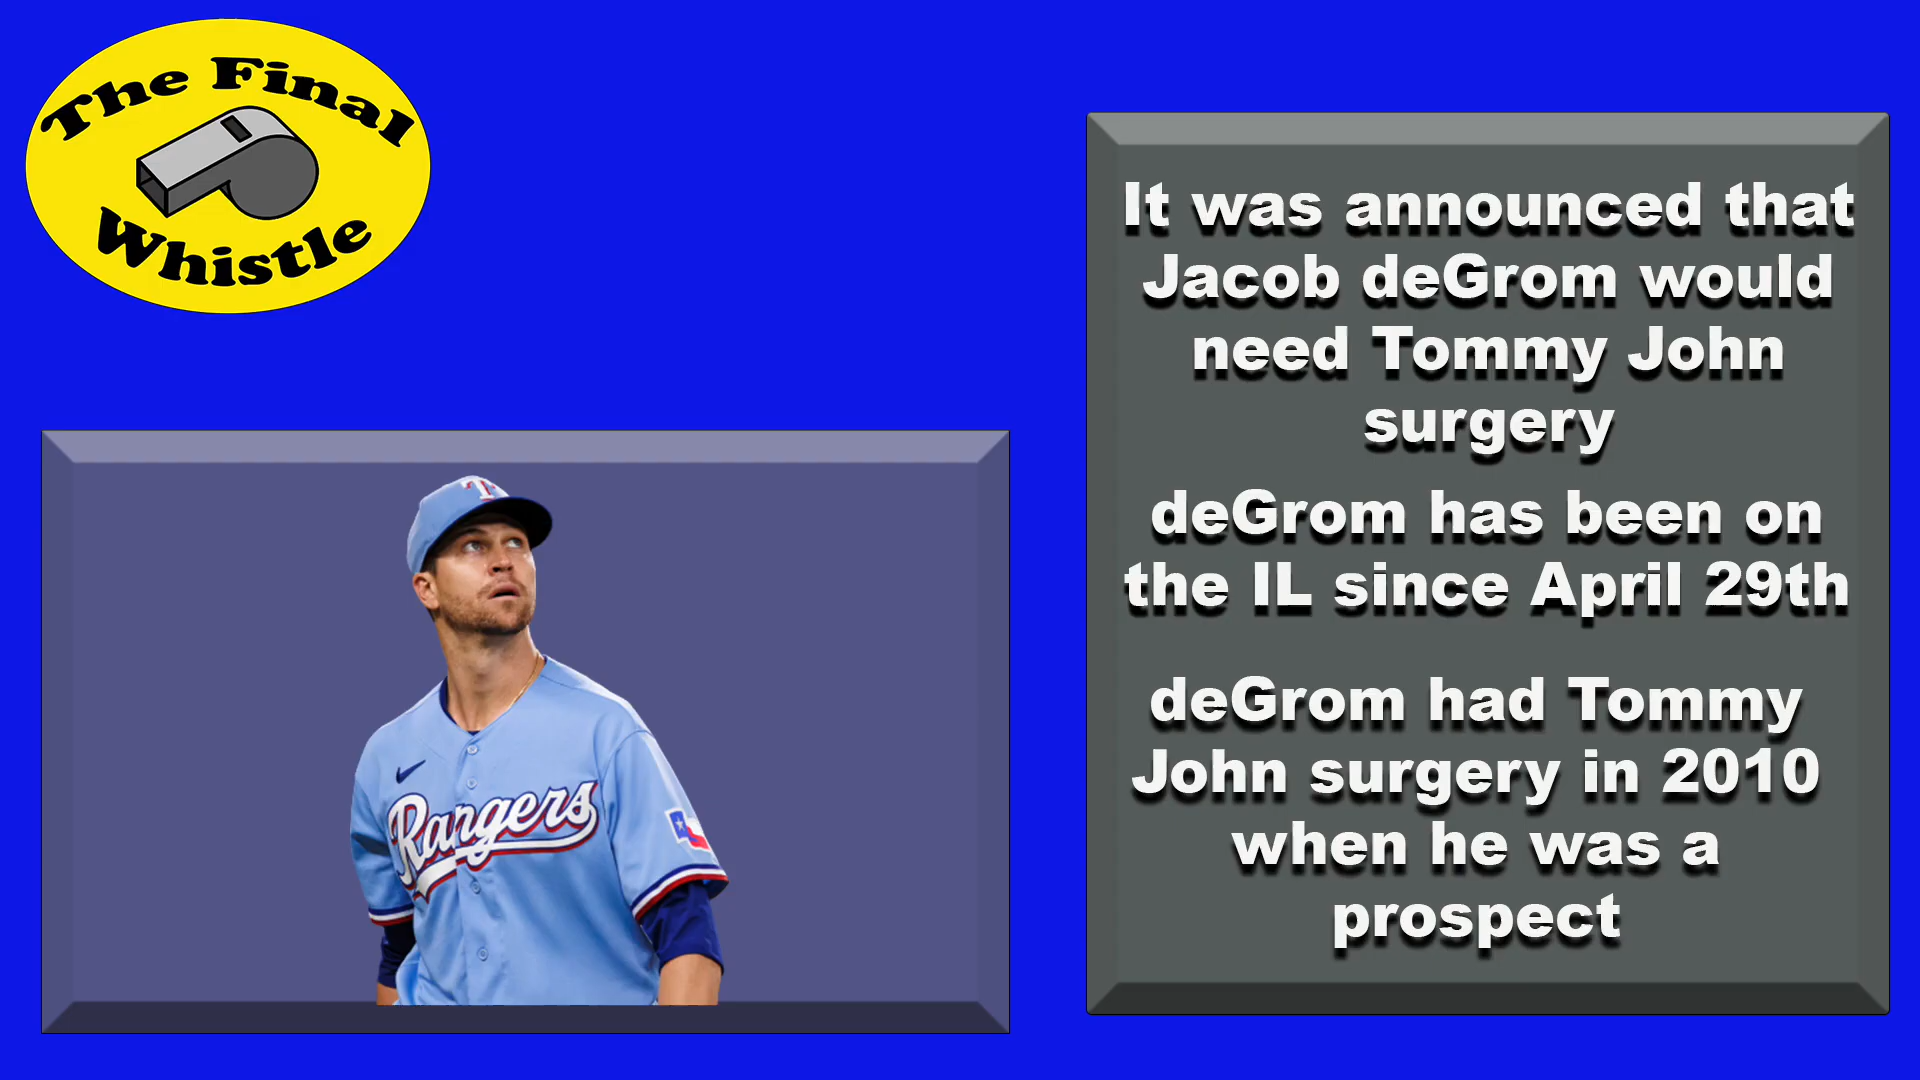 The Final
Whistle
It was announced that
Jacob deGrom would
need Tommy John
surgery
deGrom has been on
the IL since April 29th
deGrom had Tommy
John surgery in 2010
when he was a
prospect
T
Rangers